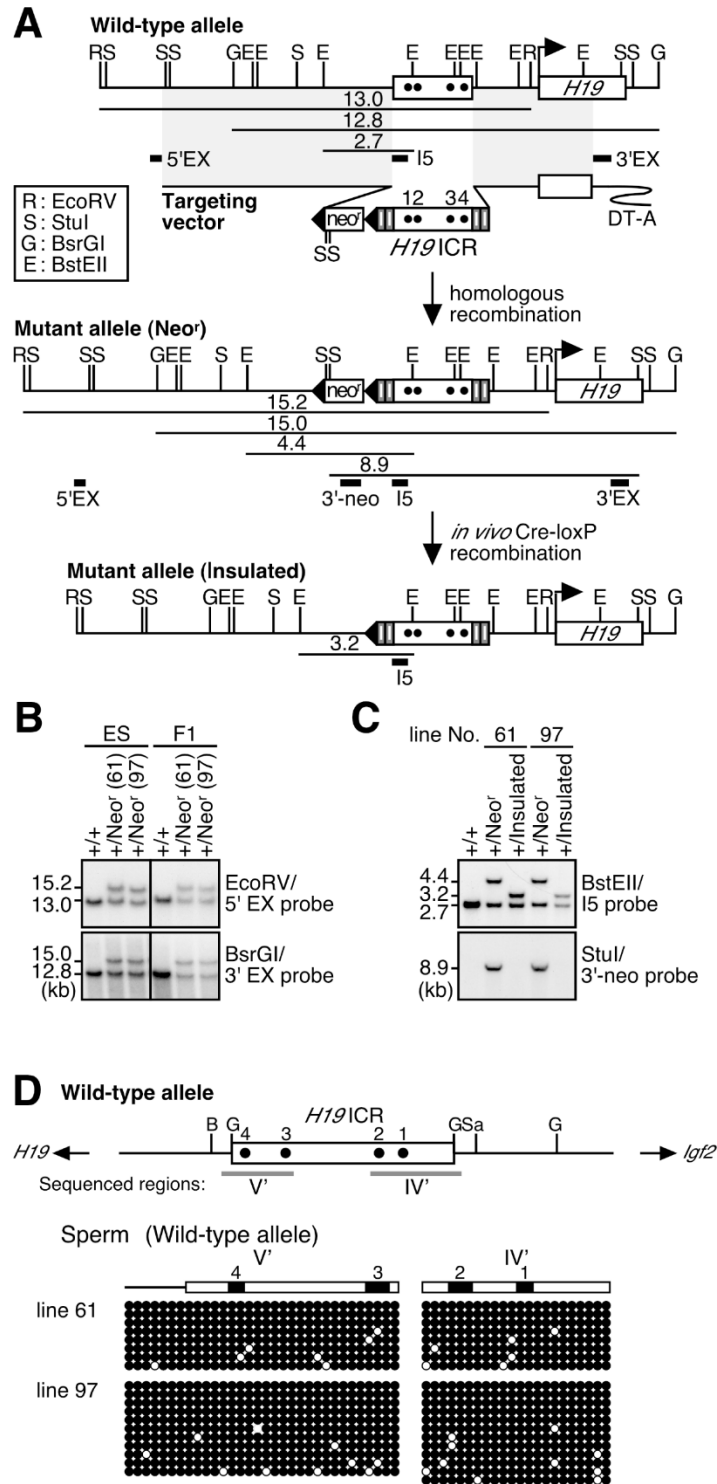 A
Wild-type allele
RS SS GEE S E E EEE ER E SS G
H19
13.0
12.8
2.7
5'EX I5 3'EX
Targeting vector
R : EcoRV
S : StuI
G : BsrGI
E : BstEII
neoʳ
12 34
SS
H19 ICR
DT-A
homologous recombination
Mutant allele (Neoʳ)
RS SS GEE S E SS E EE E ER E SS G
neoʳ H19
15.2
15.0
4.4
8.9
5'EX 3'-neo I5 3'EX
in vivo Cre-loxP recombination
Mutant allele (Insulated)
RS SS GEE S E E EE E ER E SS G
H19
3.2
I5
B
ES F1
+/+ +/Neoʳ (61) +/Neoʳ (97) +/+ +/Neoʳ (61) +/Neoʳ (97)
15.2
13.0
EcoRV/ 5' EX probe
15.0
12.8
(kb)
BsrGI/ 3' EX probe
C
line No. 61 97
+/+ +/Neoʳ +/Insulated +/Neoʳ +/Insulated
4.4
3.2
2.7
BstEII/ I5 probe
8.9
(kb)
StuI/ 3'-neo probe
D
Wild-type allele
H19 ICR
B G 4 3 2 1 GSa G
H19 Igf2
Sequenced regions: V' IV'
Sperm (Wild-type allele)
V' IV'
4 3 2 1
line 61
line 97